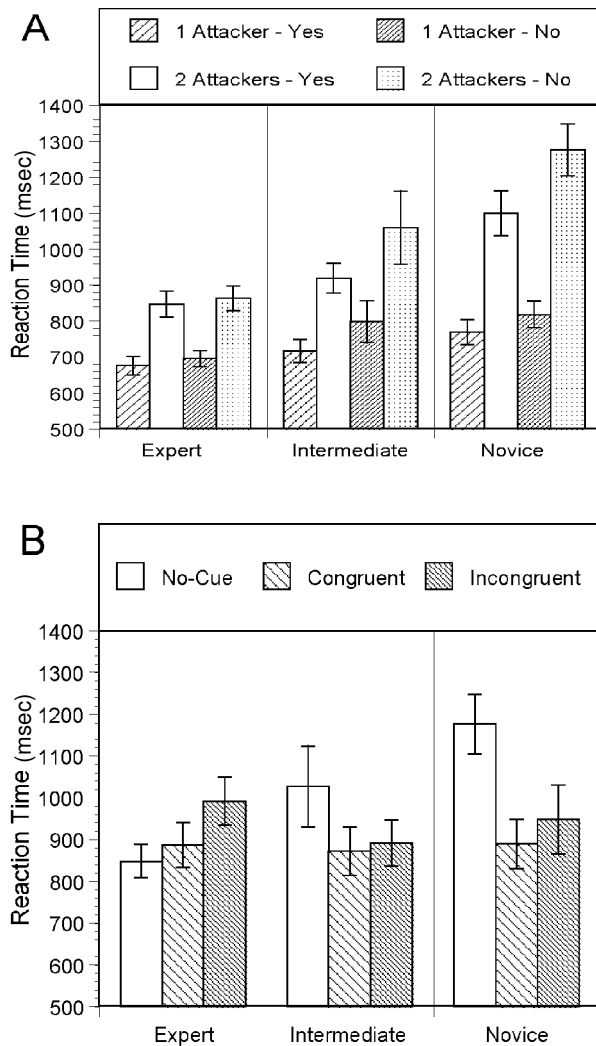 A
1 Attacker - Yes 1 Attacker - No
2 Attackers - Yes 2 Attackers - No
Reaction Time (msec)
1400
1300
1200
1100
1000
900
800
700
600
500
Expert Intermediate Novice
B
No-Cue Congruent Incongruent
Reaction Time (msec)
1400
1300
1200
1100
1000
900
800
700
600
500
Expert Intermediate Novice